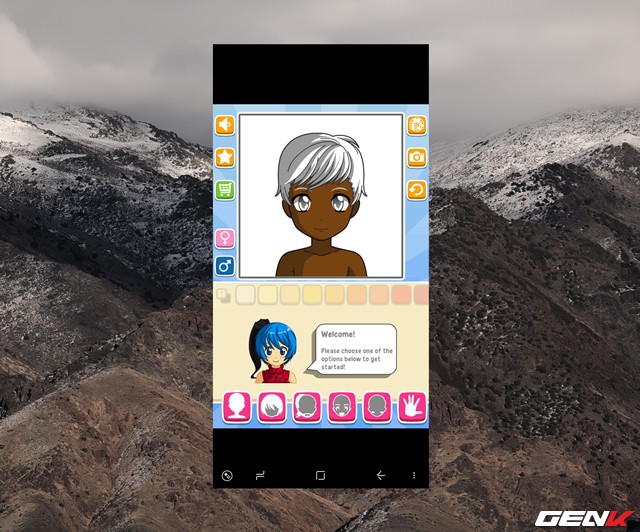 Welcome!
Please choose one of the
options below to get
started!
GENK